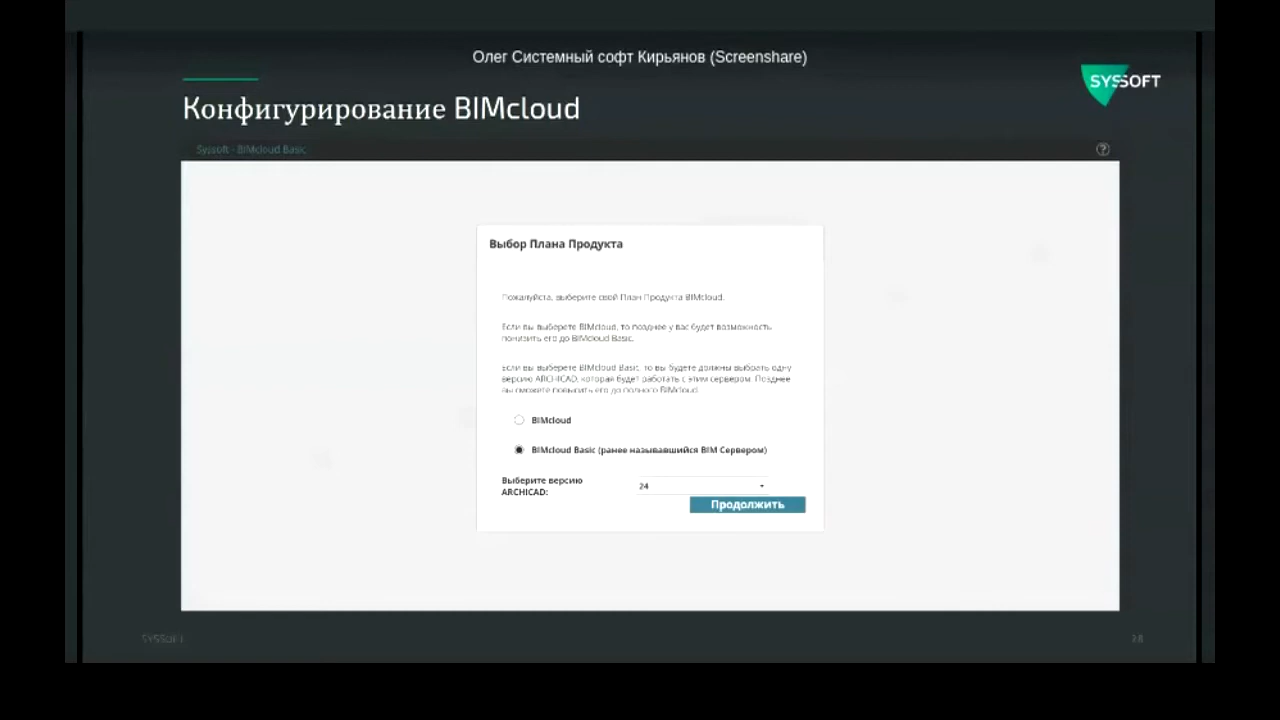 Олег Системный софт Кирьянов (Screenshare)
SYSSOFT
Конфигурирование BIMcloud
Syssoft - BIMcloud Basic
Выбор Плана Продукта
Пожалуйста, выберите свой План Продукта BIMcloud.
Если вы выберете BIMcloud, то позднее у вас будет возможность
понизить его до BIMcloud Basic.
Если вы выберете BIMcloud Basic, то вы будете должны выбрать одну
версию ARCHICAD, которая будет работать с этим сервером. Позднее
вы сможете повысить его до полного BIMcloud.
BIMcloud
BIMcloud Basic (ранее называвшийся BIM Сервером)
Выберите версию
ARCHICAD:
24
Продолжить
SYSSOFT